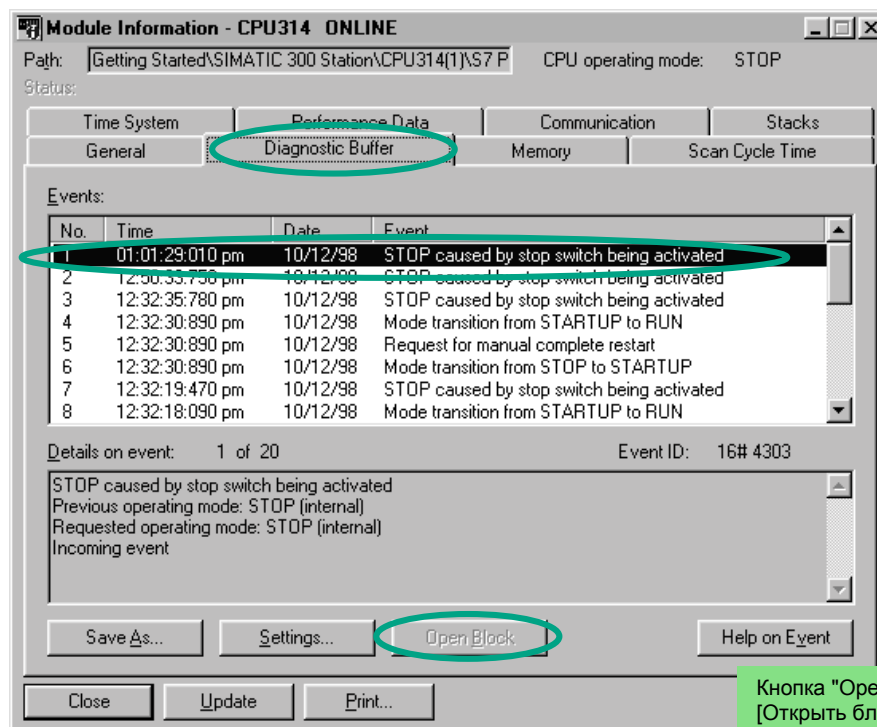 Module Information - CPU314 ONLINE
Path: Getting Started\SIMATIC 300 Station\CPU314(1)\S7 P CPU operating mode: STOP
Status:
Time System Performance Data Communication Stacks
General Diagnostic Buffer Memory Scan Cycle Time
Events:
No. Time Date Event
1 01:01:29:010 pm 10/12/98 STOP caused by stop switch being activated
2 12:50:33:750 pm 10/12/98 STOP caused by stop switch being activated
3 12:32:35:780 pm 10/12/98 STOP caused by stop switch being activated
4 12:32:30:890 pm 10/12/98 Mode transition from STARTUP to RUN
5 12:32:30:890 pm 10/12/98 Request for manual complete restart
6 12:32:30:890 pm 10/12/98 Mode transition from STOP to STARTUP
7 12:32:19:470 pm 10/12/98 STOP caused by stop switch being activated
8 12:32:18:090 pm 10/12/98 Mode transition from STARTUP to RUN
Details on event: 1 of 20 Event ID: 16# 4303
STOP caused by stop switch being activated
Previous operating mode: STOP (internal)
Requested operating mode: STOP (internal)
Incoming event
Save As... Settings... Open Block Help on Event
Close Update Print...
Кнопка "Ope
[Открыть бл